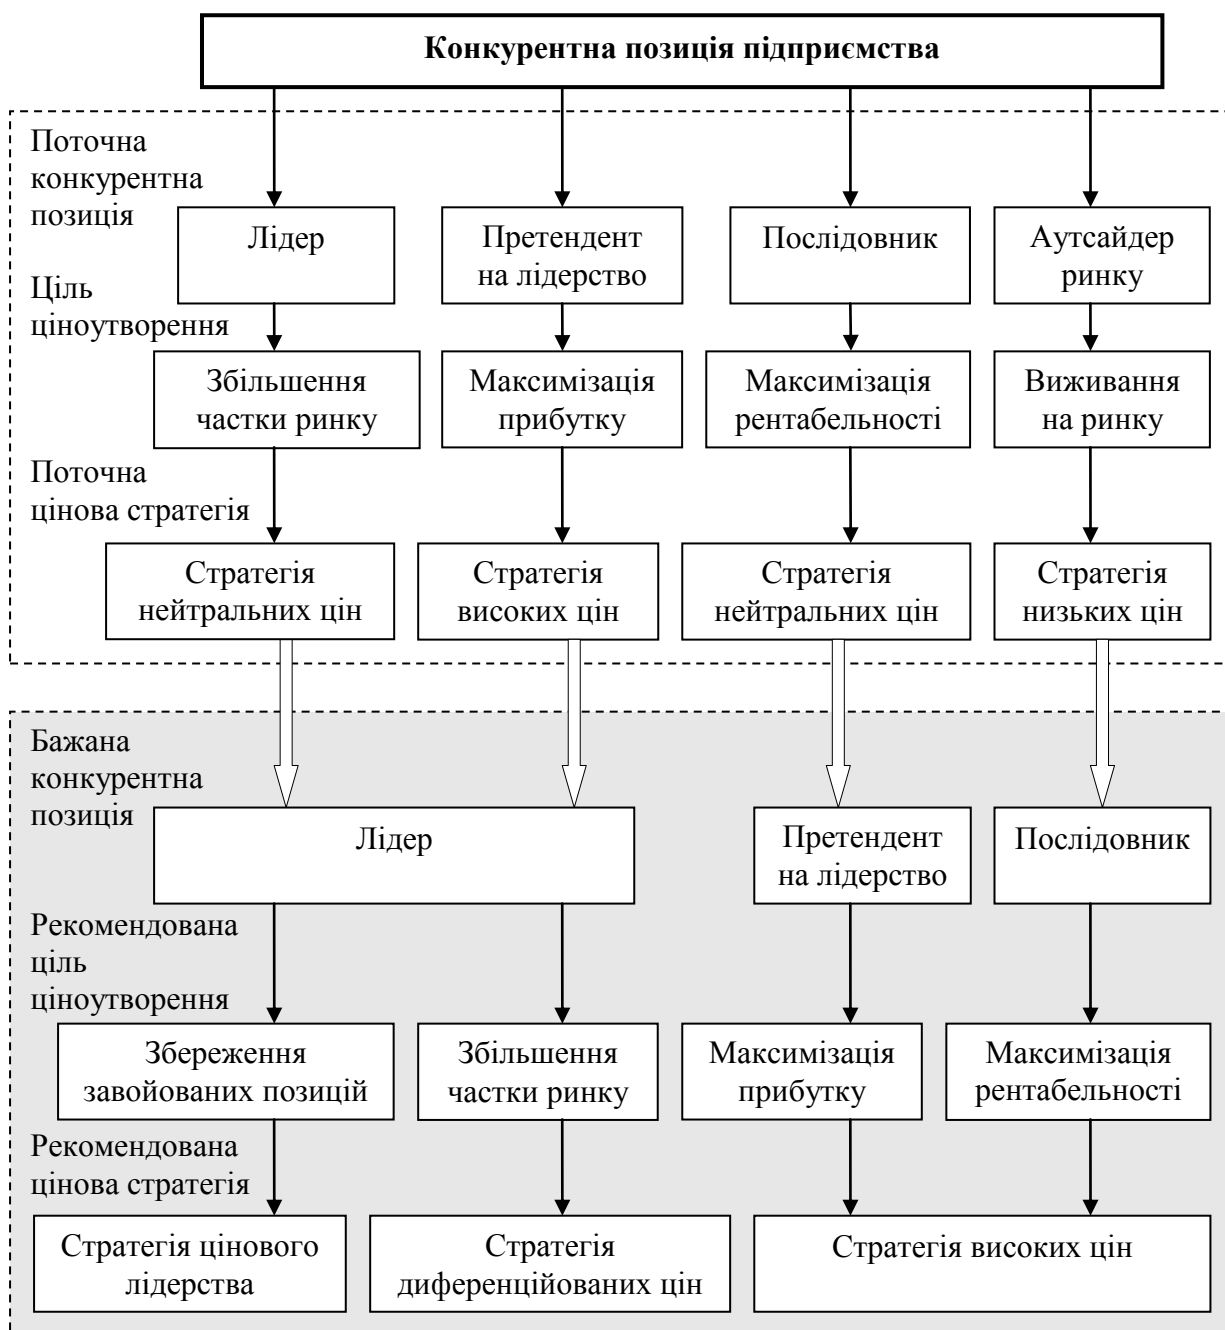 Конкурентна позиція підприємства
Поточна
конкурентна
позиція
Лідер
Претендент
на лідерство
Послідовник
Аутсайдер
ринку
Ціль
ціноутворення
Збільшення
частки ринку
Максимізація
прибутку
Максимізація
рентабельності
Виживання
на ринку
Поточна
цінова стратегія
Стратегія
нейтральних цін
Стратегія
високих цін
Стратегія
нейтральних цін
Стратегія
низьких цін
Бажана
конкурентна
позиція
Лідер
Претендент
на лідерство
Послідовник
Рекомендована
ціль
ціноутворення
Збереження
завойованих позицій
Збільшення
частки ринку
Максимізація
прибутку
Максимізація
рентабельності
Рекомендована
цінова стратегія
Стратегія цінового
лідерства
Стратегія
диференційованих цін
Стратегія високих цін